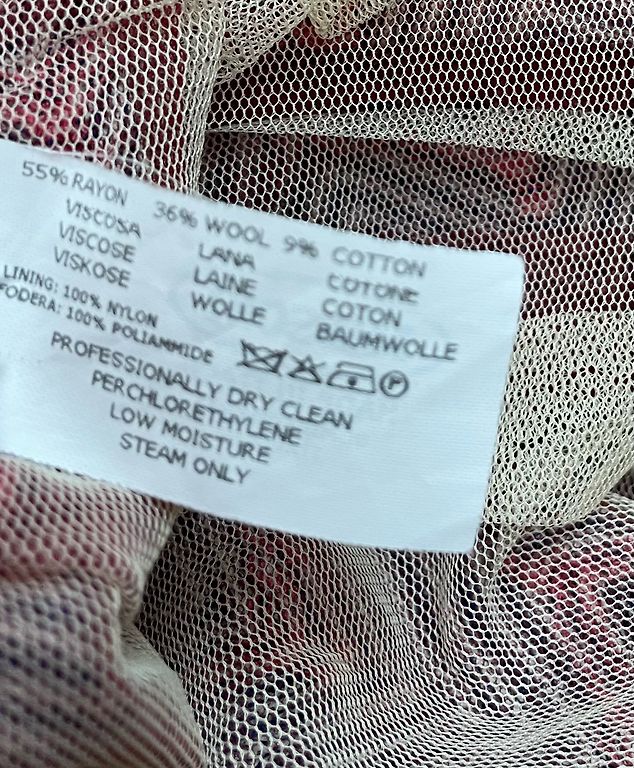 55% RAYON 36% WOOL 9% COTTON
VISCOSA LANA COTONE
VISCOSE LAINE COTON
VISKOSE WOLLE BAUMWOLLE
LINING: 100% NYLON
FODERA: 100% POLIAMMIDE
P
PROFESSIONALLY DRY CLEAN
PERCHLORETHYLENE
LOW MOISTURE
STEAM ONLY